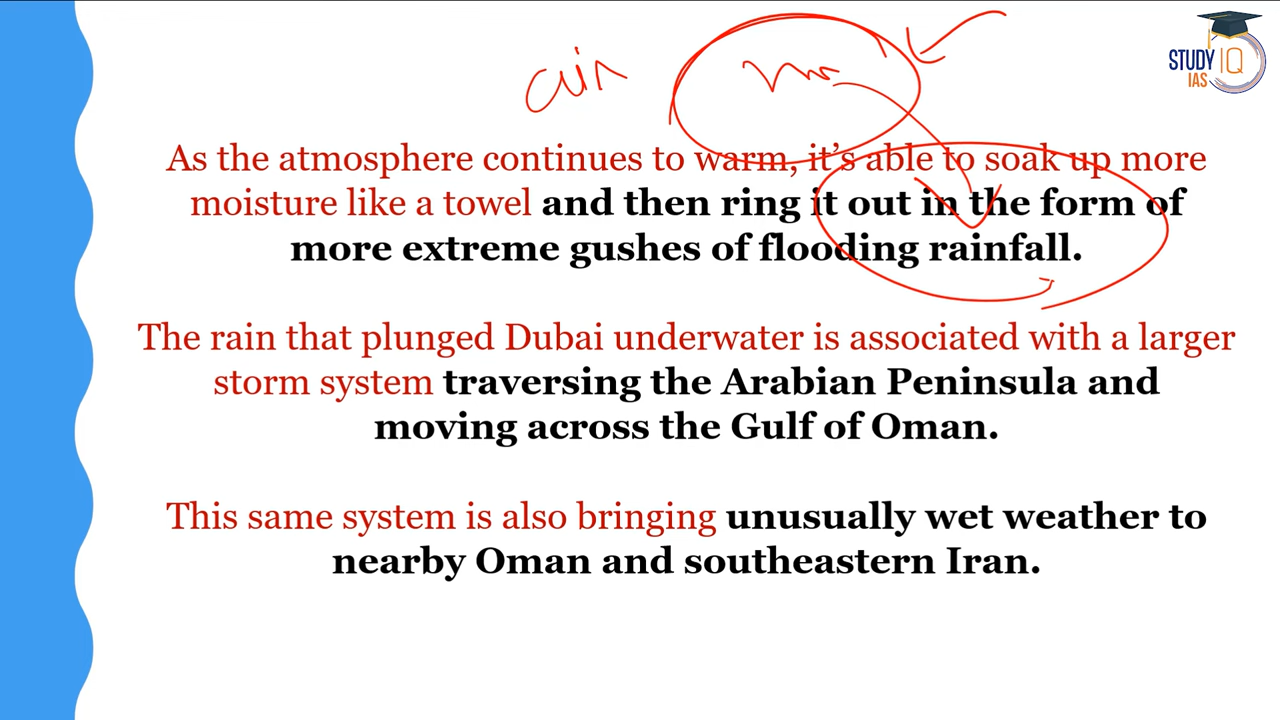 STUDY IQ
IAS
air
As the atmosphere continues to warm, it's able to soak up more
moisture like a towel and then ring it out in the form of
more extreme gushes of flooding rainfall.
The rain that plunged Dubai underwater is associated with a larger
storm system traversing the Arabian Peninsula and
moving across the Gulf of Oman.
This same system is also bringing unusually wet weather to
nearby Oman and southeastern Iran.